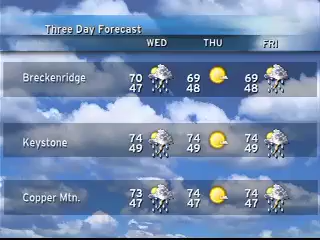 Three Day Forecast
WED THU FRI
Breckenridge 70 69 69
47 48 48
Keystone 74 74 74
49 49 49
Copper Mtn. 73 74 74
47 47 47